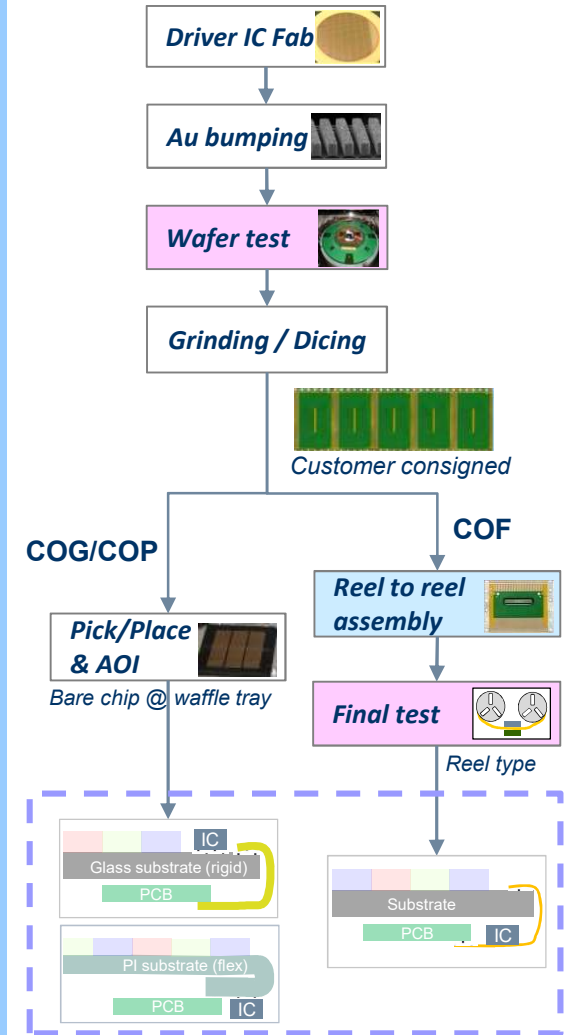 Driver IC Fab
Au bumping
Wafer test
Grinding / Dicing
Customer consigned
COG/COP
COF
Pick/Place
& AOI
Bare chip @ waffle tray
Reel to reel
assembly
Final test
Reel type
IC
Glass substrate (rigid)
PCB
PI substrate (flex)
PCB
IC
Substrate
PCB
IC